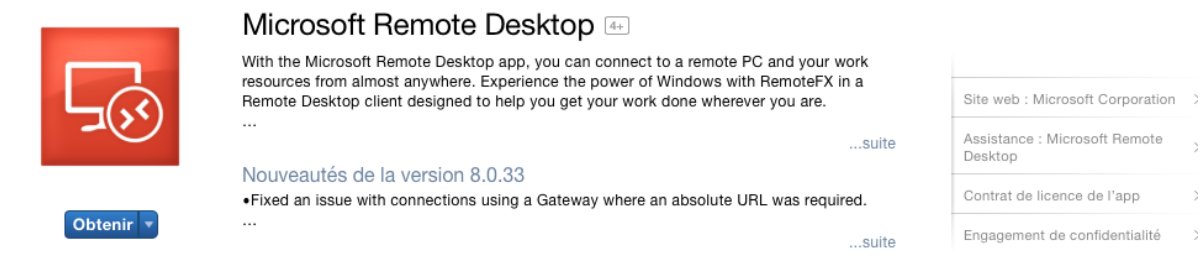 Microsoft Remote Desktop 4+
With the Microsoft Remote Desktop app, you can connect to a remote PC and your work
resources from almost anywhere. Experience the power of Windows with RemoteFX in a
Remote Desktop client designed to help you get your work done wherever you are.
...
...suite
Nouveautés de la version 8.0.33
•Fixed an issue with connections using a Gateway where an absolute URL was required.
...
...suite
Obtenir
Site web : Microsoft Corporation
Assistance : Microsoft Remote
Desktop
Contrat de licence de l'app
Engagement de confidentialité